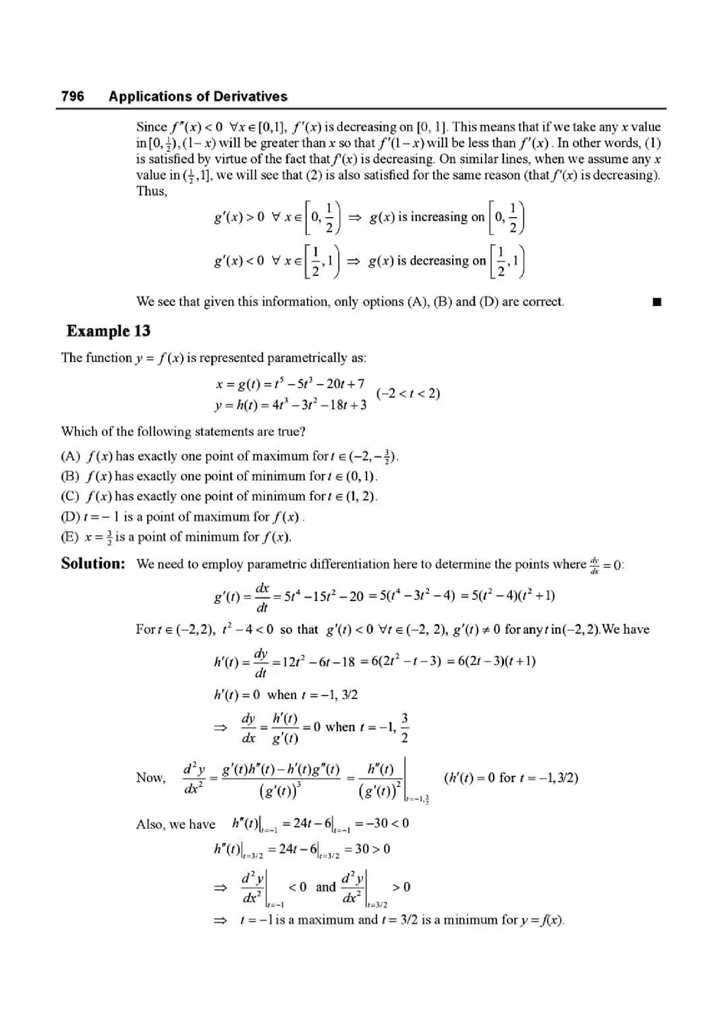 796 Applications of Derivatives
Since f″(x) < 0 ∀x ∈ [0,1], f′(x) is decreasing on [0, 1]. This means that if we take any x value
in [0, ½), (1 − x) will be greater than x so that f′(1 − x) will be less than f′(x). In other words, (1)
is satisfied by virtue of the fact that f′(x) is decreasing. On similar lines, when we assume any x
value in (½,1], we will see that (2) is also satisfied for the same reason (that f′(x) is decreasing).
Thus,
g′(x) > 0 ∀ x ∈ [0, 1/2) ⇒ g(x) is increasing on [0, 1/2)
g′(x) < 0 ∀ x ∈ [1/2, 1) ⇒ g(x) is decreasing on [1/2, 1)
We see that given this information, only options (A), (B) and (D) are correct. ■
Example 13
The function y = f (x) is represented parametrically as:
x = g(t) = t⁵ − 5t³ − 20t + 7
(−2 < t < 2)
y = h(t) = 4t³ − 3t² − 18t + 3
Which of the following statements are true?
(A) f(x) has exactly one point of maximum for t ∈ (−2, −3/2).
(B) f(x) has exactly one point of minimum for t ∈ (0, 1).
(C) f(x) has exactly one point of minimum for t ∈ (1, 2).
(D) t = − 1 is a point of maximum for f(x).
(E) x = 3/2 is a point of minimum for f(x).
Solution: We need to employ parametric differentiation here to determine the points where dy/dx = 0:
g′(t) = dx/dt = 5t⁴ − 15t² − 20 = 5(t⁴ − 3t² − 4) = 5(t² − 4)(t² + 1)
For t ∈ (−2,2), t² − 4 < 0 so that g′(t) < 0 ∀t ∈ (−2, 2), g′(t) ≠ 0 for any t in (−2, 2). We have
h′(t) = dy/dt = 12t² − 6t − 18 = 6(2t² − t − 3) = 6(2t − 3)(t + 1)
h′(t) = 0 when t = −1, 3/2
⇒ dy/dx = h′(t)/g′(t) = 0 when t = −1, 3/2
Now, d²y/dx² = (g′(t)h″(t) − h′(t)g″(t))/(g′(t))³ = h″(t)/(g′(t))² |t=−1,3/2 (h′(t) = 0 for t = −1,3/2)
Also, we have h″(t)|t=−1 = 24t − 6|t=−1 = −30 < 0
h″(t)|t=3/2 = 24t − 6|t=3/2 = 30 > 0
⇒ d²y/dx²|t=−1 < 0 and d²y/dx²|t=3/2 > 0
⇒ t = −1 is a maximum and t = 3/2 is a minimum for y = f(x).